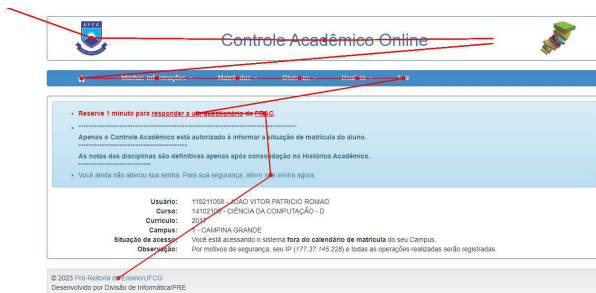 UFCG
Controle Acadêmico Online
Minhas Informações Matrículas Diversos Usuários Sair
• Reserve 1 minuto para responder a um questionário da PRAC.
• ********************************************************************************
Apenas o Controle Acadêmico está autorizado à informar a situação de matrícula do aluno.
****************************************
As notas das disciplinas são definitivas apenas após consolidação no Histórico Acadêmico.
***************************
• Você ainda não alterou sua senha. Para sua segurança, altere sua senha agora.
Usuário: 118211058 - JOAO VITOR PATRICIO ROMAO
Curso: 14102100 - CIÊNCIA DA COMPUTAÇÃO - D
Currículo: 2017
Campus: 1 - CAMPINA GRANDE
Situação de acesso: Você está acessando o sistema fora do calendário de matrícula do seu Campus.
Observação: Por motivos de segurança, seu IP (177.37.145.228) e todas as operações realizadas serão registradas.
© 2023 Pró-Reitoria de Ensino/UFCG
Desenvolvido por Divisão de Informática/PRE